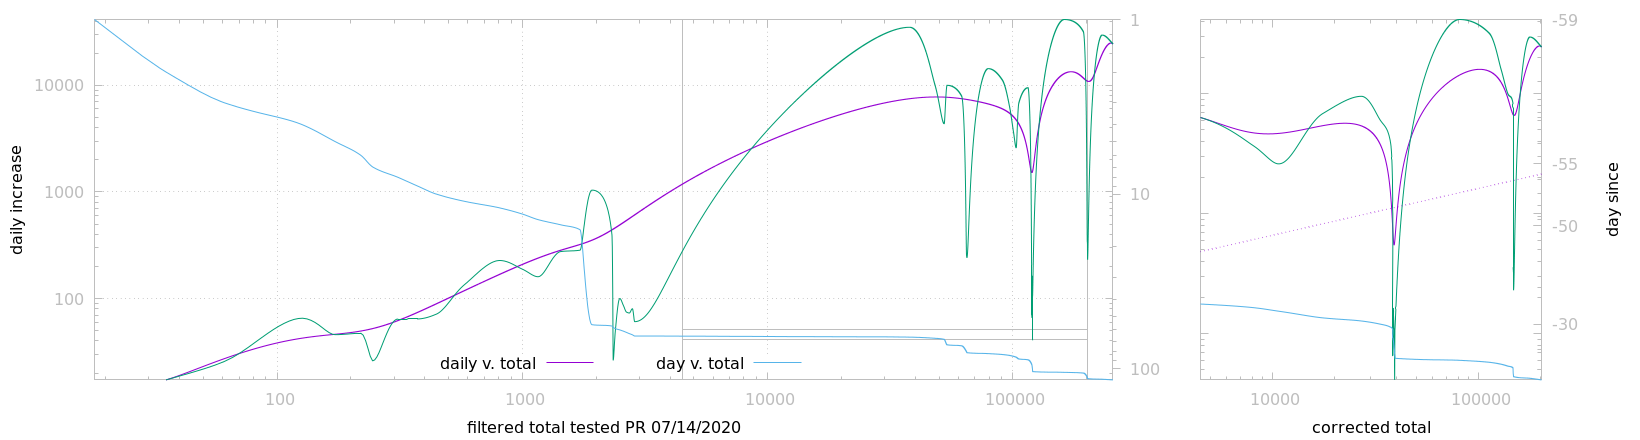 daily increase
10000
1000
100
100
1000
10000
100000
filtered total tested PR 07/14/2020
daily v. total
day v. total
1
10
100
10000
100000
corrected total
-59
-55
-50
-30
day since